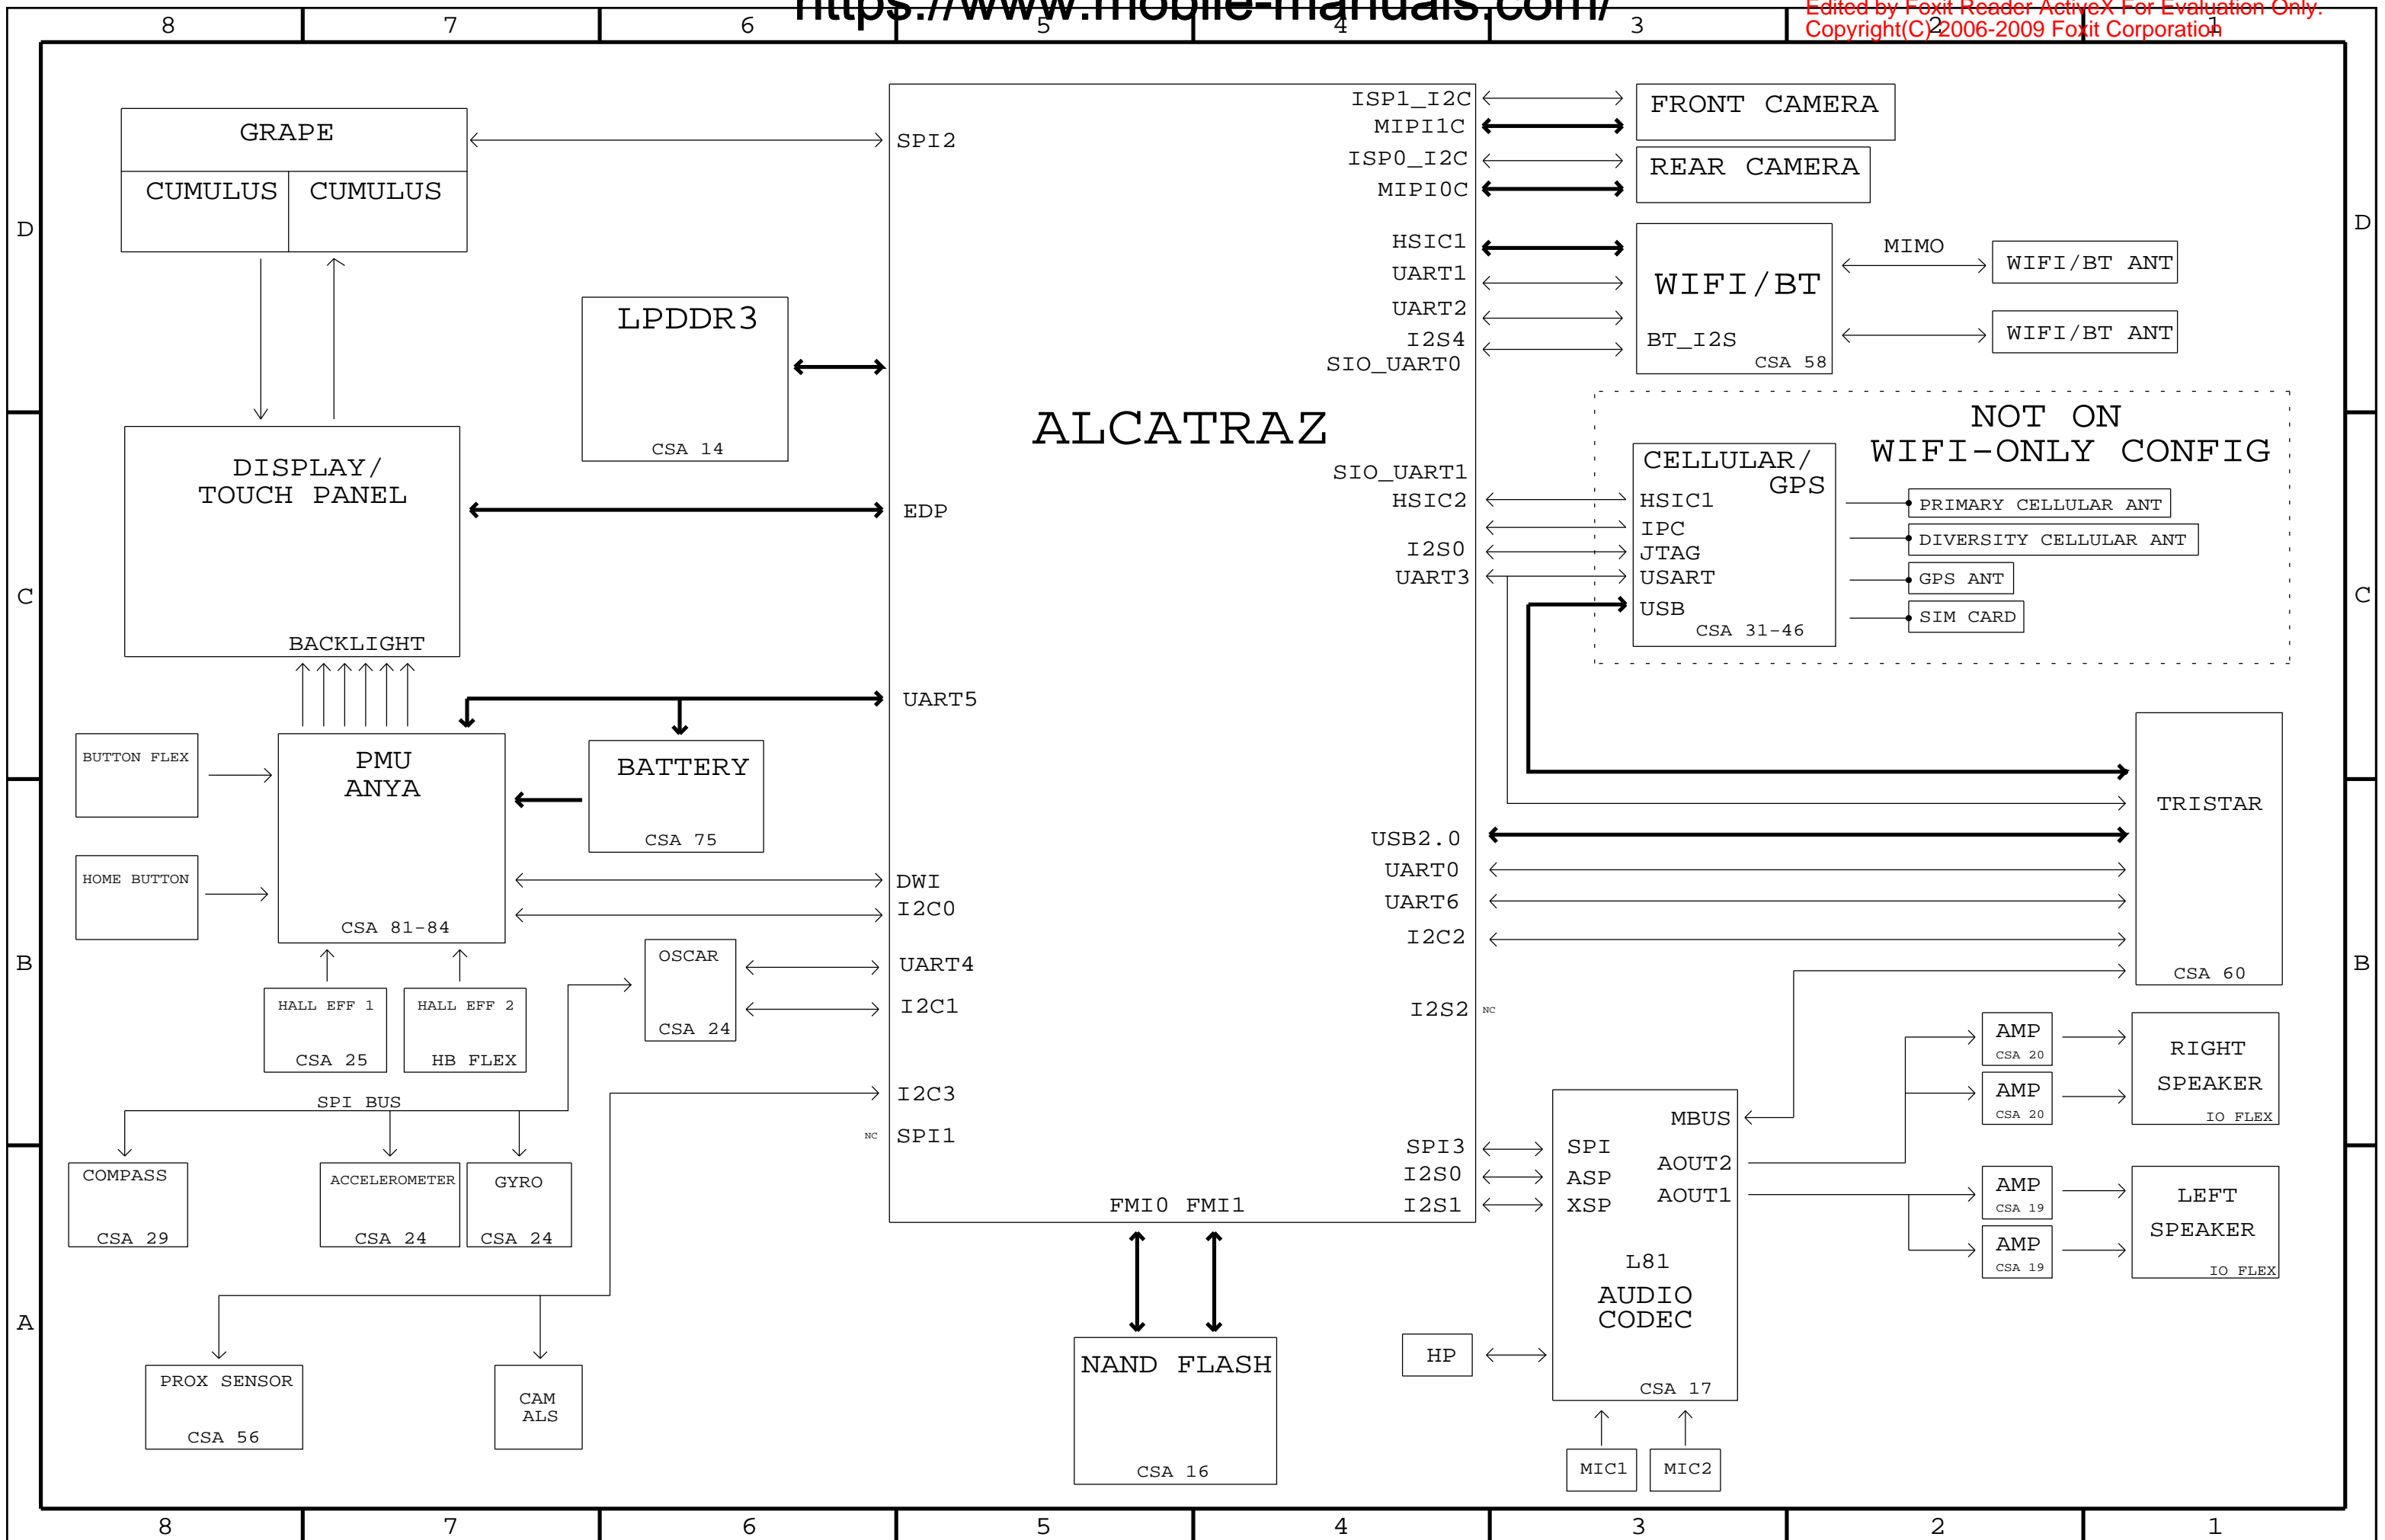 https://www.mobile-manuals.com/
Edited by Foxit Reader ActiveX For Evaluation Only.
Copyright(C) 2006-2009 Foxit Corporation
8 7 6 5 4 3 2 1
D
C
B
A
GRAPE
CUMULUS CUMULUS
DISPLAY/
TOUCH PANEL
BACKLIGHT
LPDDR3
CSA 14
BUTTON FLEX
HOME BUTTON
PMU
ANYA
CSA 81-84
BATTERY
CSA 75
HALL EFF 1
CSA 25
HALL EFF 2
HB FLEX
OSCAR
CSA 24
SPI BUS
COMPASS
CSA 29
ACCELEROMETER
CSA 24
GYRO
CSA 24
PROX SENSOR
CSA 56
CAM
ALS
ALCATRAZ
SPI2
EDP
UART5
DWI
I2C0
UART4
I2C1
I2C3
NC SPI1
FMI0 FMI1
NAND FLASH
CSA 16
ISP1_I2C
MIPI1C
ISP0_I2C
MIPI0C
HSIC1
UART1
UART2
I2S4
SIO_UART0
SIO_UART1
HSIC2
I2S0
UART3
USB2.0
UART0
UART6
I2C2
I2S2 NC
SPI3
I2S0
I2S1
FRONT CAMERA
REAR CAMERA
WIFI/BT
BT_I2S
CSA 58
MIMO
WIFI/BT ANT
WIFI/BT ANT
NOT ON
WIFI-ONLY CONFIG
CELLULAR/
GPS
HSIC1
IPC
JTAG
USART
USB
CSA 31-46
PRIMARY CELLULAR ANT
DIVERSITY CELLULAR ANT
GPS ANT
SIM CARD
TRISTAR
CSA 60
MBUS
SPI
ASP
XSP
AOUT2
AOUT1
L81
AUDIO
CODEC
CSA 17
HP
MIC1
MIC2
AMP
CSA 20
AMP
CSA 20
RIGHT
SPEAKER
IO FLEX
AMP
CSA 19
AMP
CSA 19
LEFT
SPEAKER
IO FLEX
D
C
B
A
8 7 6 5 4 3 2 1